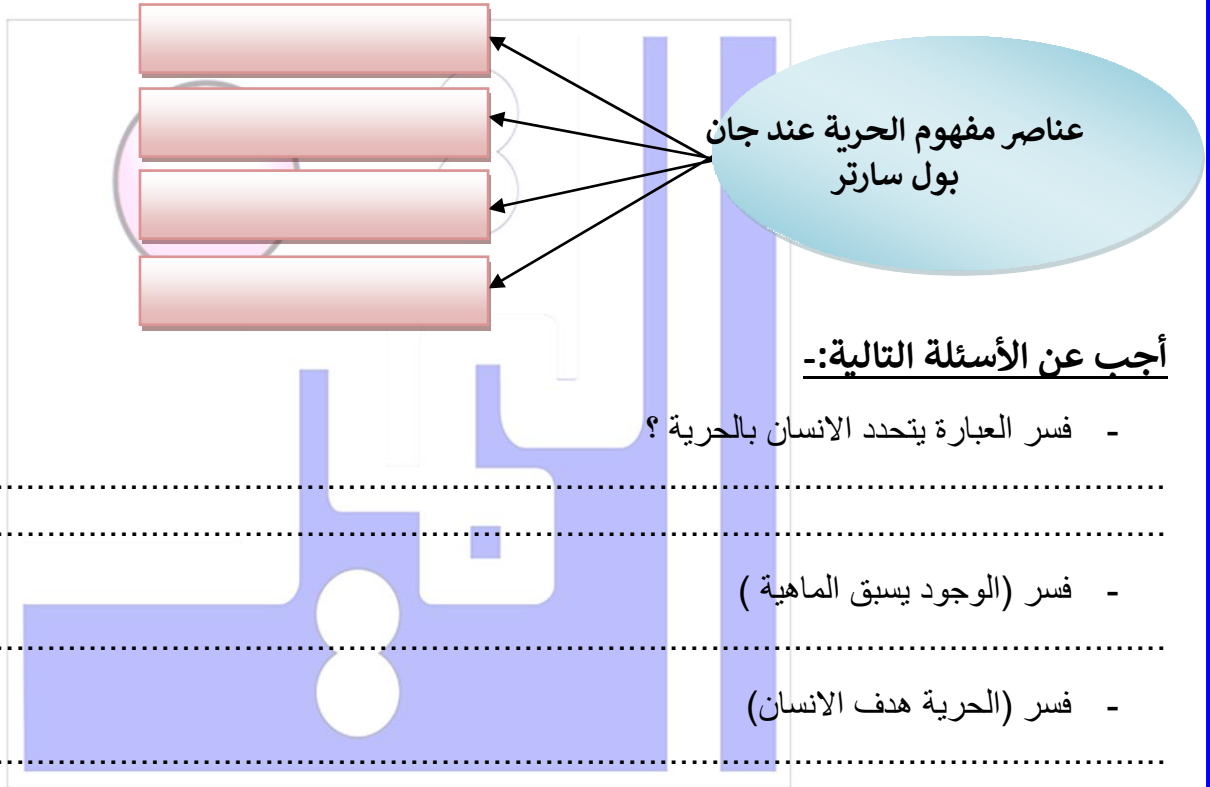 عناصر مفهوم الحرية عند جان
بول سارتر
أجب عن الأسئلة التالية:-
- فسر العبارة يتحدد الانسان بالحرية ؟
................................................................................
................................................................................
- فسر (الوجود يسبق الماهية )
................................................................................
- فسر (الحرية هدف الانسان)
................................................................................